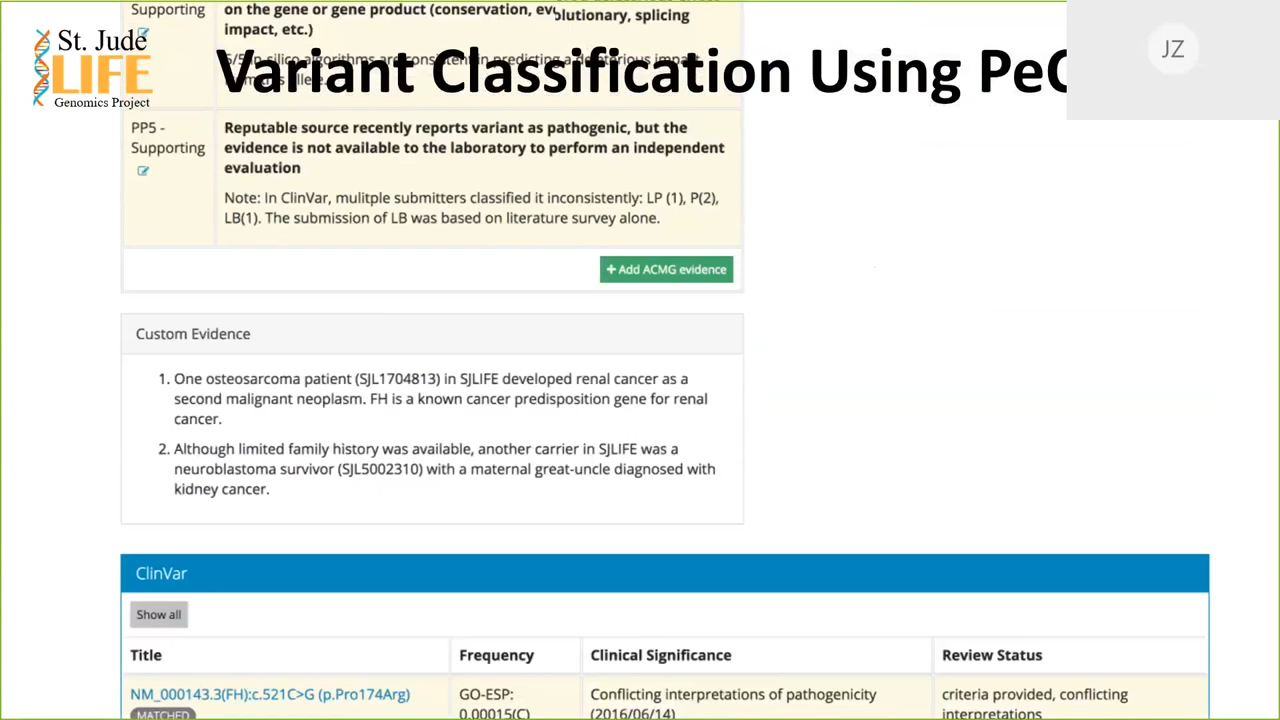 Supporting
on the gene or gene product (conservation, evolutionary, splicing
impact, etc.)
St. Jude
LIFE
Genomics Project
Variant Classification Using PeC
JZ
PP5 -
Supporting
Reputable source recently reports variant as pathogenic, but the
evidence is not available to the laboratory to perform an independent
evaluation
Note: In ClinVar, mulitple submitters classified it inconsistently: LP (1), P(2),
LB(1). The submission of LB was based on literature survey alone.
+ Add ACMG evidence
Custom Evidence
1. One osteosarcoma patient (SJL1704813) in SJLIFE developed renal cancer as a
second malignant neoplasm. FH is a known cancer predisposition gene for renal
cancer.
2. Although limited family history was available, another carrier in SJLIFE was a
neuroblastoma survivor (SJL5002310) with a maternal great-uncle diagnosed with
kidney cancer.
ClinVar
Show all
Title Frequency Clinical Significance Review Status
NM_000143.3(FH):c.521C>G (p.Pro174Arg) GO-ESP: Conflicting interpretations of pathogenicity criteria provided, conflicting
MATCHED 0.00015(C) (2016/06/14) interpretations